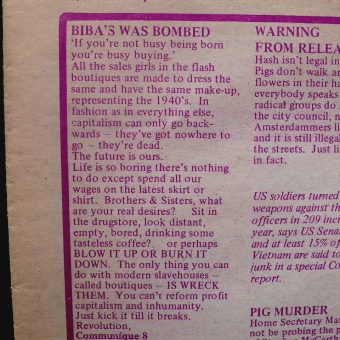 BIBA'S WAS BOMBED
'If you're not busy being born
you're busy buying.'
All the sales girls in the flash
boutiques are made to dress the
same and have the same make-up,
representing the 1940's. In
fashion as in everything else,
capitalism can only go back-
wards — they've got nowhere to
go — they're dead.
The future is ours.
Life is so boring there's nothing
to do except spend all our
wages on the latest skirt or
shirt. Brothers & Sisters, what
are your real desires? Sit in
the drugstore, look distant,
empty, bored, drinking some
tasteless coffee? or perhaps
BLOW IT UP OR BURN IT
DOWN. The only thing you can
do with modern slavehouses —
called boutiques — IS WRECK
THEM. You can't reform profit
capitalism and inhumanity.
Just kick it till it breaks.
Revolution,
Communique 8
WARNING
FROM RELEA
Hash isn't legal in
Pigs don't walk ar
flowers in their ha
everybody speaks
radical groups do
the city council, n
Amsterdammers li
and it is still illega
the streets. Just li
in fact.
US soldiers turned
weapons against th
officers in 209 inci
year, says US Sena
and at least 15% of
Vietnam are said to
junk in a special Co
report.
PIG MURDER
Home Secretary Mau
not be probing the p